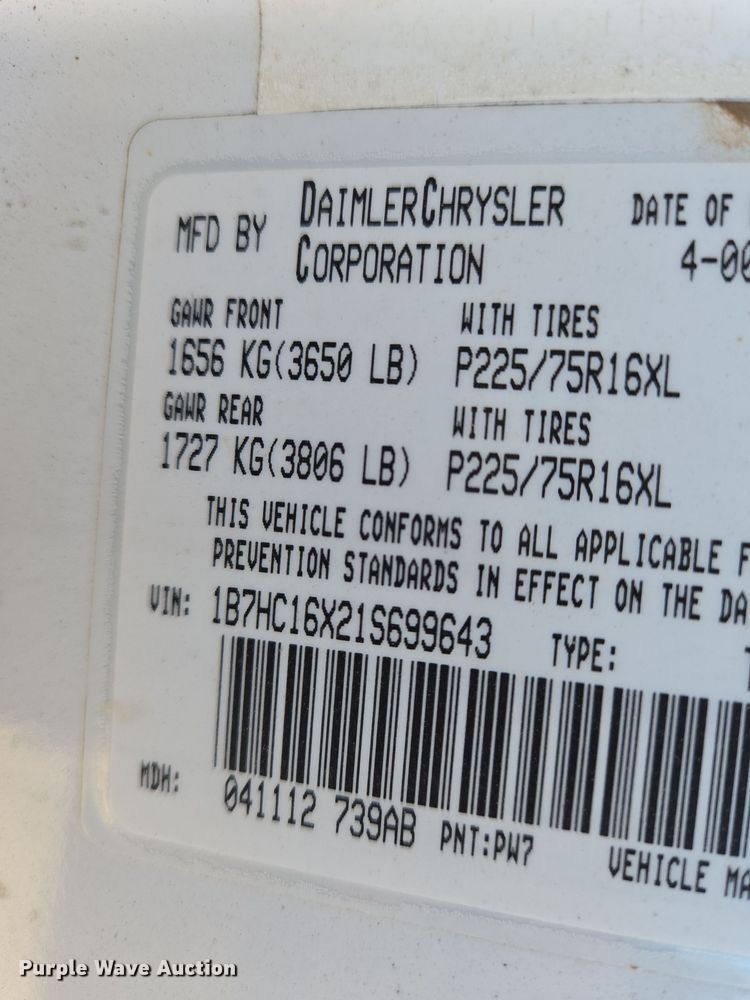 MFD BY DAIMLERCHRYSLER CORPORATION
DATE OF
4-00
GAWR FRONT WITH TIRES
1656 KG(3650 LB) P225/75R16XL
GAWR REAR WITH TIRES
1727 KG(3806 LB) P225/75R16XL
THIS VEHICLE CONFORMS TO ALL APPLICABLE F
PREVENTION STANDARDS IN EFFECT ON THE DA
VIN: 1B7HC16X21S699643 TYPE: T
MDH: 041112 739AB PNT:PW7 VEHICLE MA
Purple Wave Auction